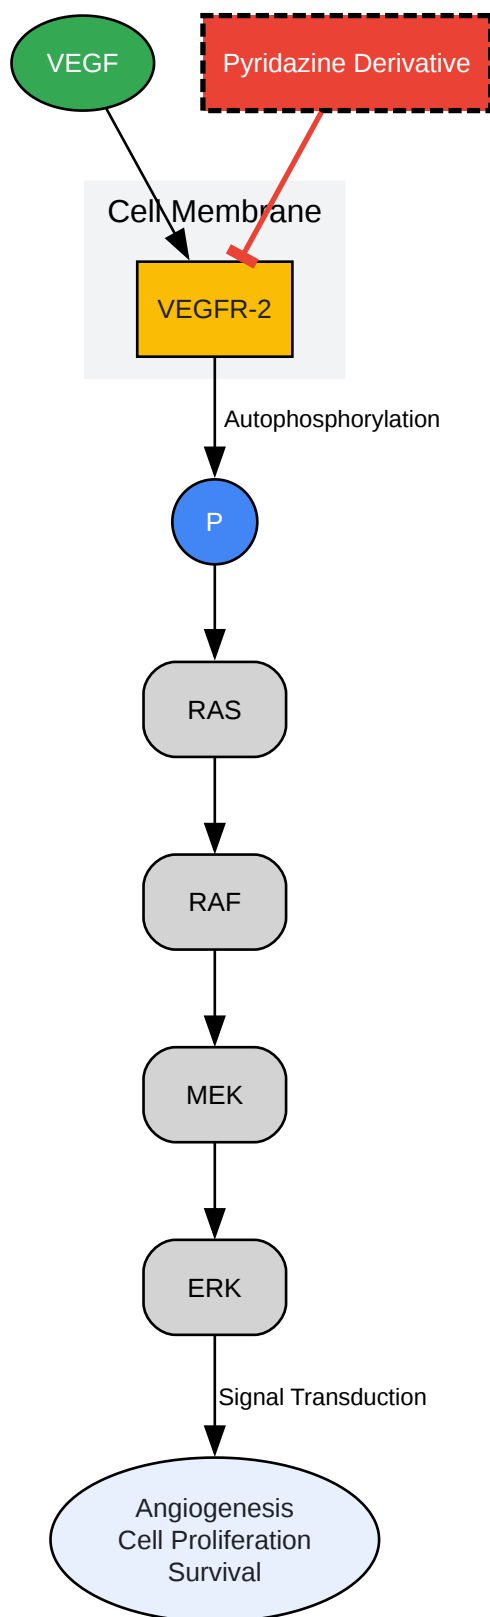 VEGF
Pyridazine Derivative
Cell Membrane
VEGFR-2
Autophosphorylation
P
RAS
RAF
MEK
ERK
Signal Transduction
Angiogenesis
Cell Proliferation
Survival